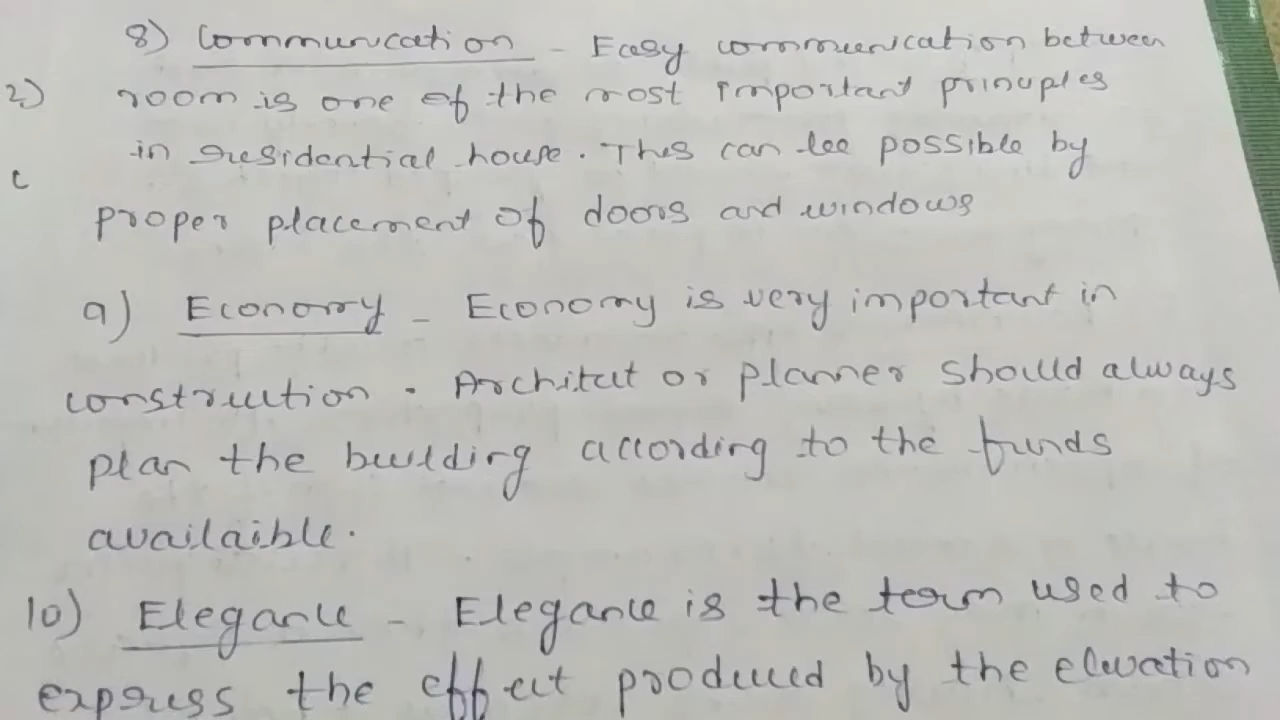 8) Communication - Easy communication between
2) room is one of the most important principles
in residential house. This can be possible by
c
proper placement of doors and windows
9) Economy - Economy is very important in
construction. Architect or planner should always
plan the building according to the funds
availaible.
10) Elegance - Elegance is the term used to
express the effect produced by the elevation